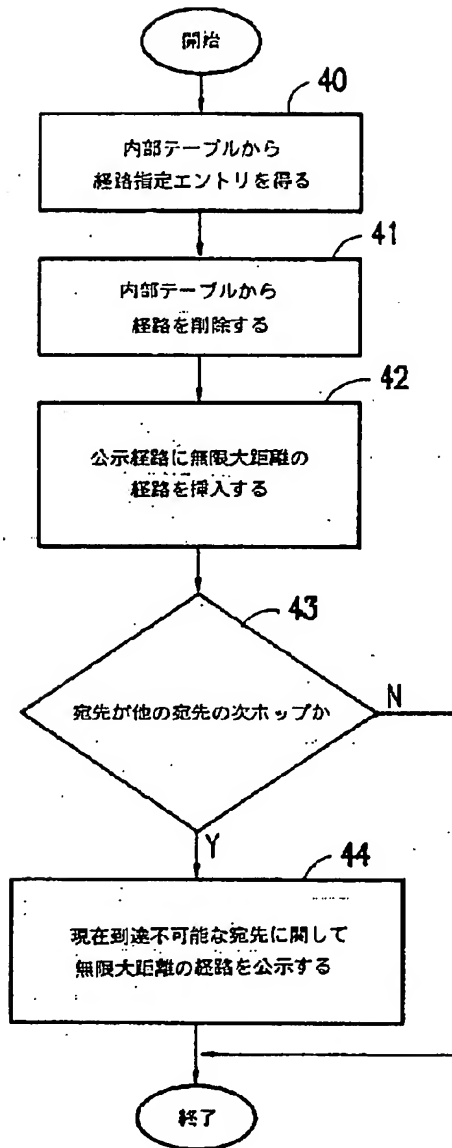 開始
40
内部テーブルから
経路指定エントリを得る
41
内部テーブルから
経路を削除する
42
公示経路に無限大距離の
経路を挿入する
43
宛先が他の宛先の次ホップか
N
Y
44
現在到達不可能な宛先に関して
無限大距離の経路を公示する
終了